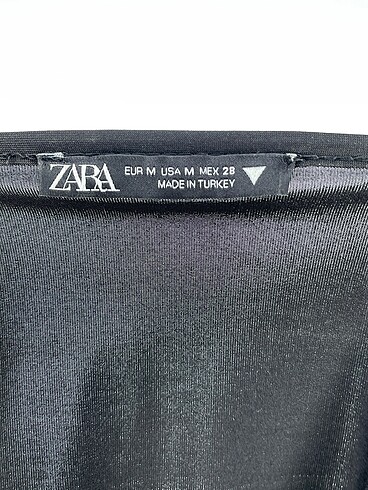 ZARA
EUR M USA M MEX 28
MADE IN TURKEY